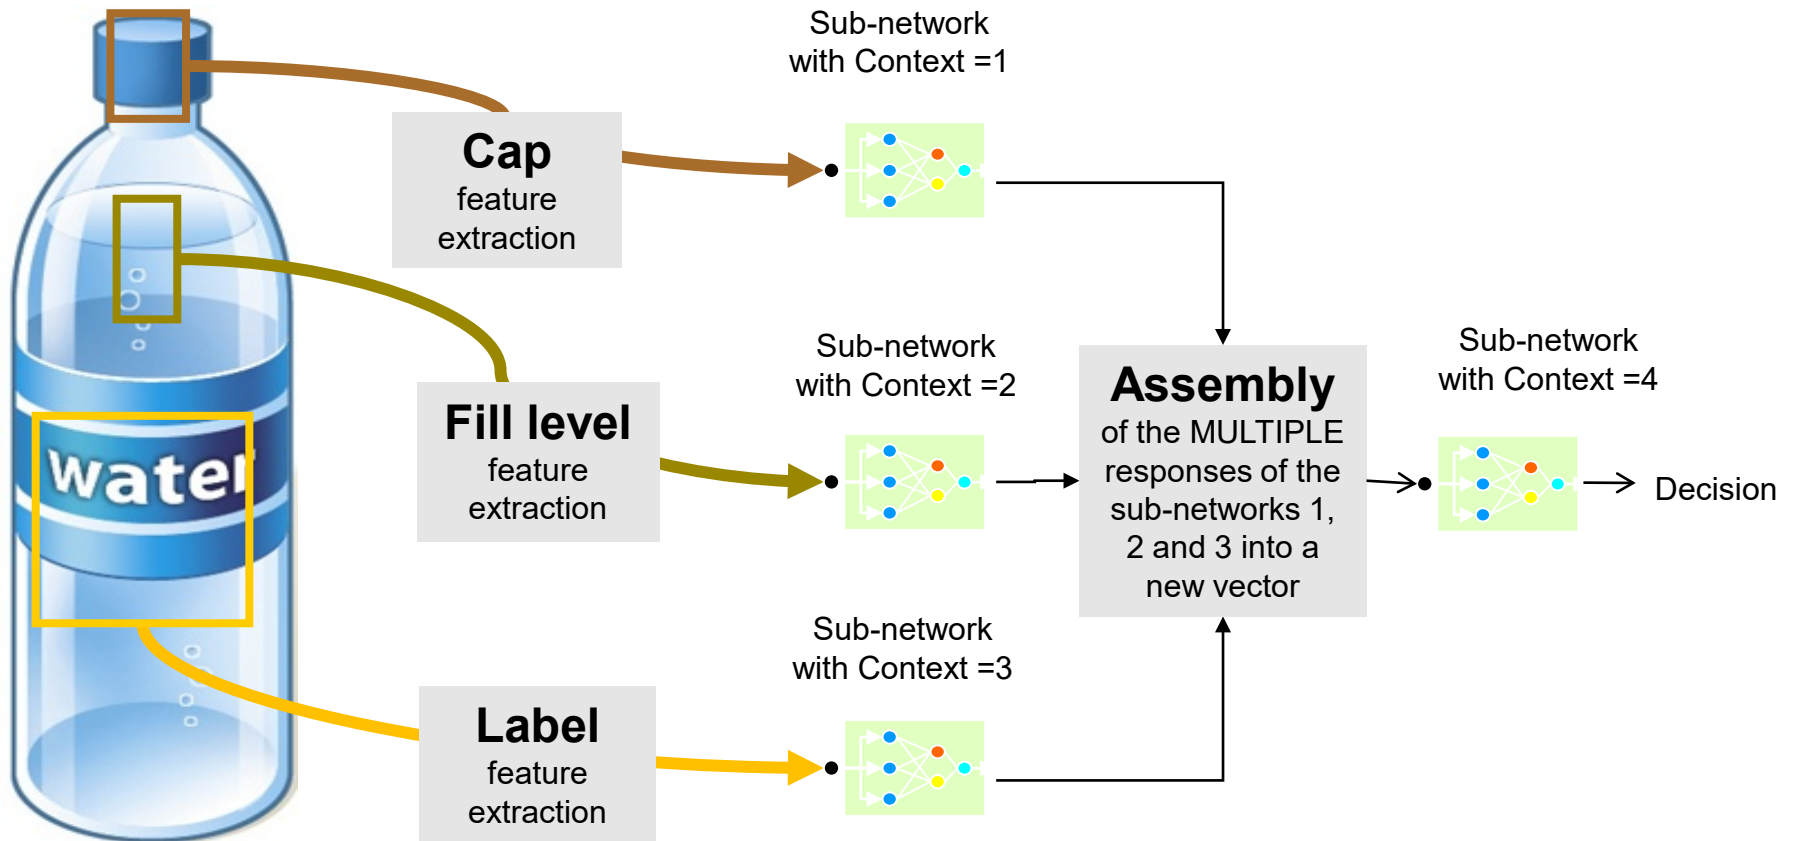 Sub-network
with Context =1
Cap
feature
extraction
water
Sub-network
with Context =2
Fill level
feature
extraction
Assembly
of the MULTIPLE
responses of the
sub-networks 1,
2 and 3 into a
new vector
Sub-network
with Context =4
Decision
Sub-network
with Context =3
Label
feature
extraction